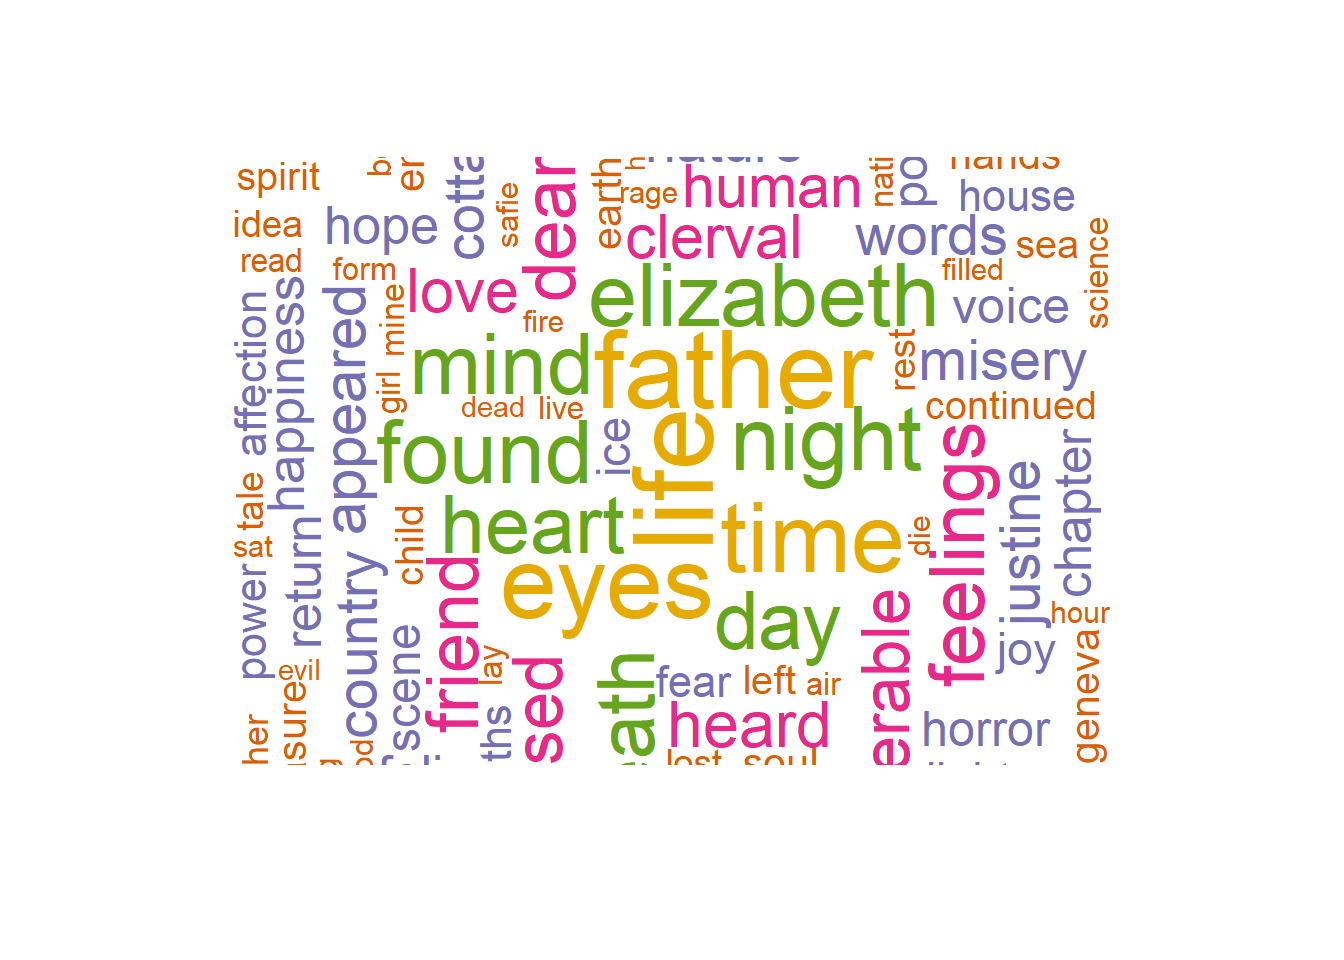 spirit
er
cotta
dear
earth
rage
human
nati
po
hands
house
idea
hope
safie
clerval
words
sea
science
read
form
love
elizabeth
filled
voice
affection
happiness
appeared
mine
fire
mind
father
rest
misery
girl
dead
live
continued
found
ice
life
night
feelings
tale
sat
return
child
heart
time
die
justine
chapter
power
country
friend
eyes
day
hour
joy
evil
scene
lay
fear
left
air
erable
geneva
her
sure
ths
sed
ath
heard
horror
lost
soul